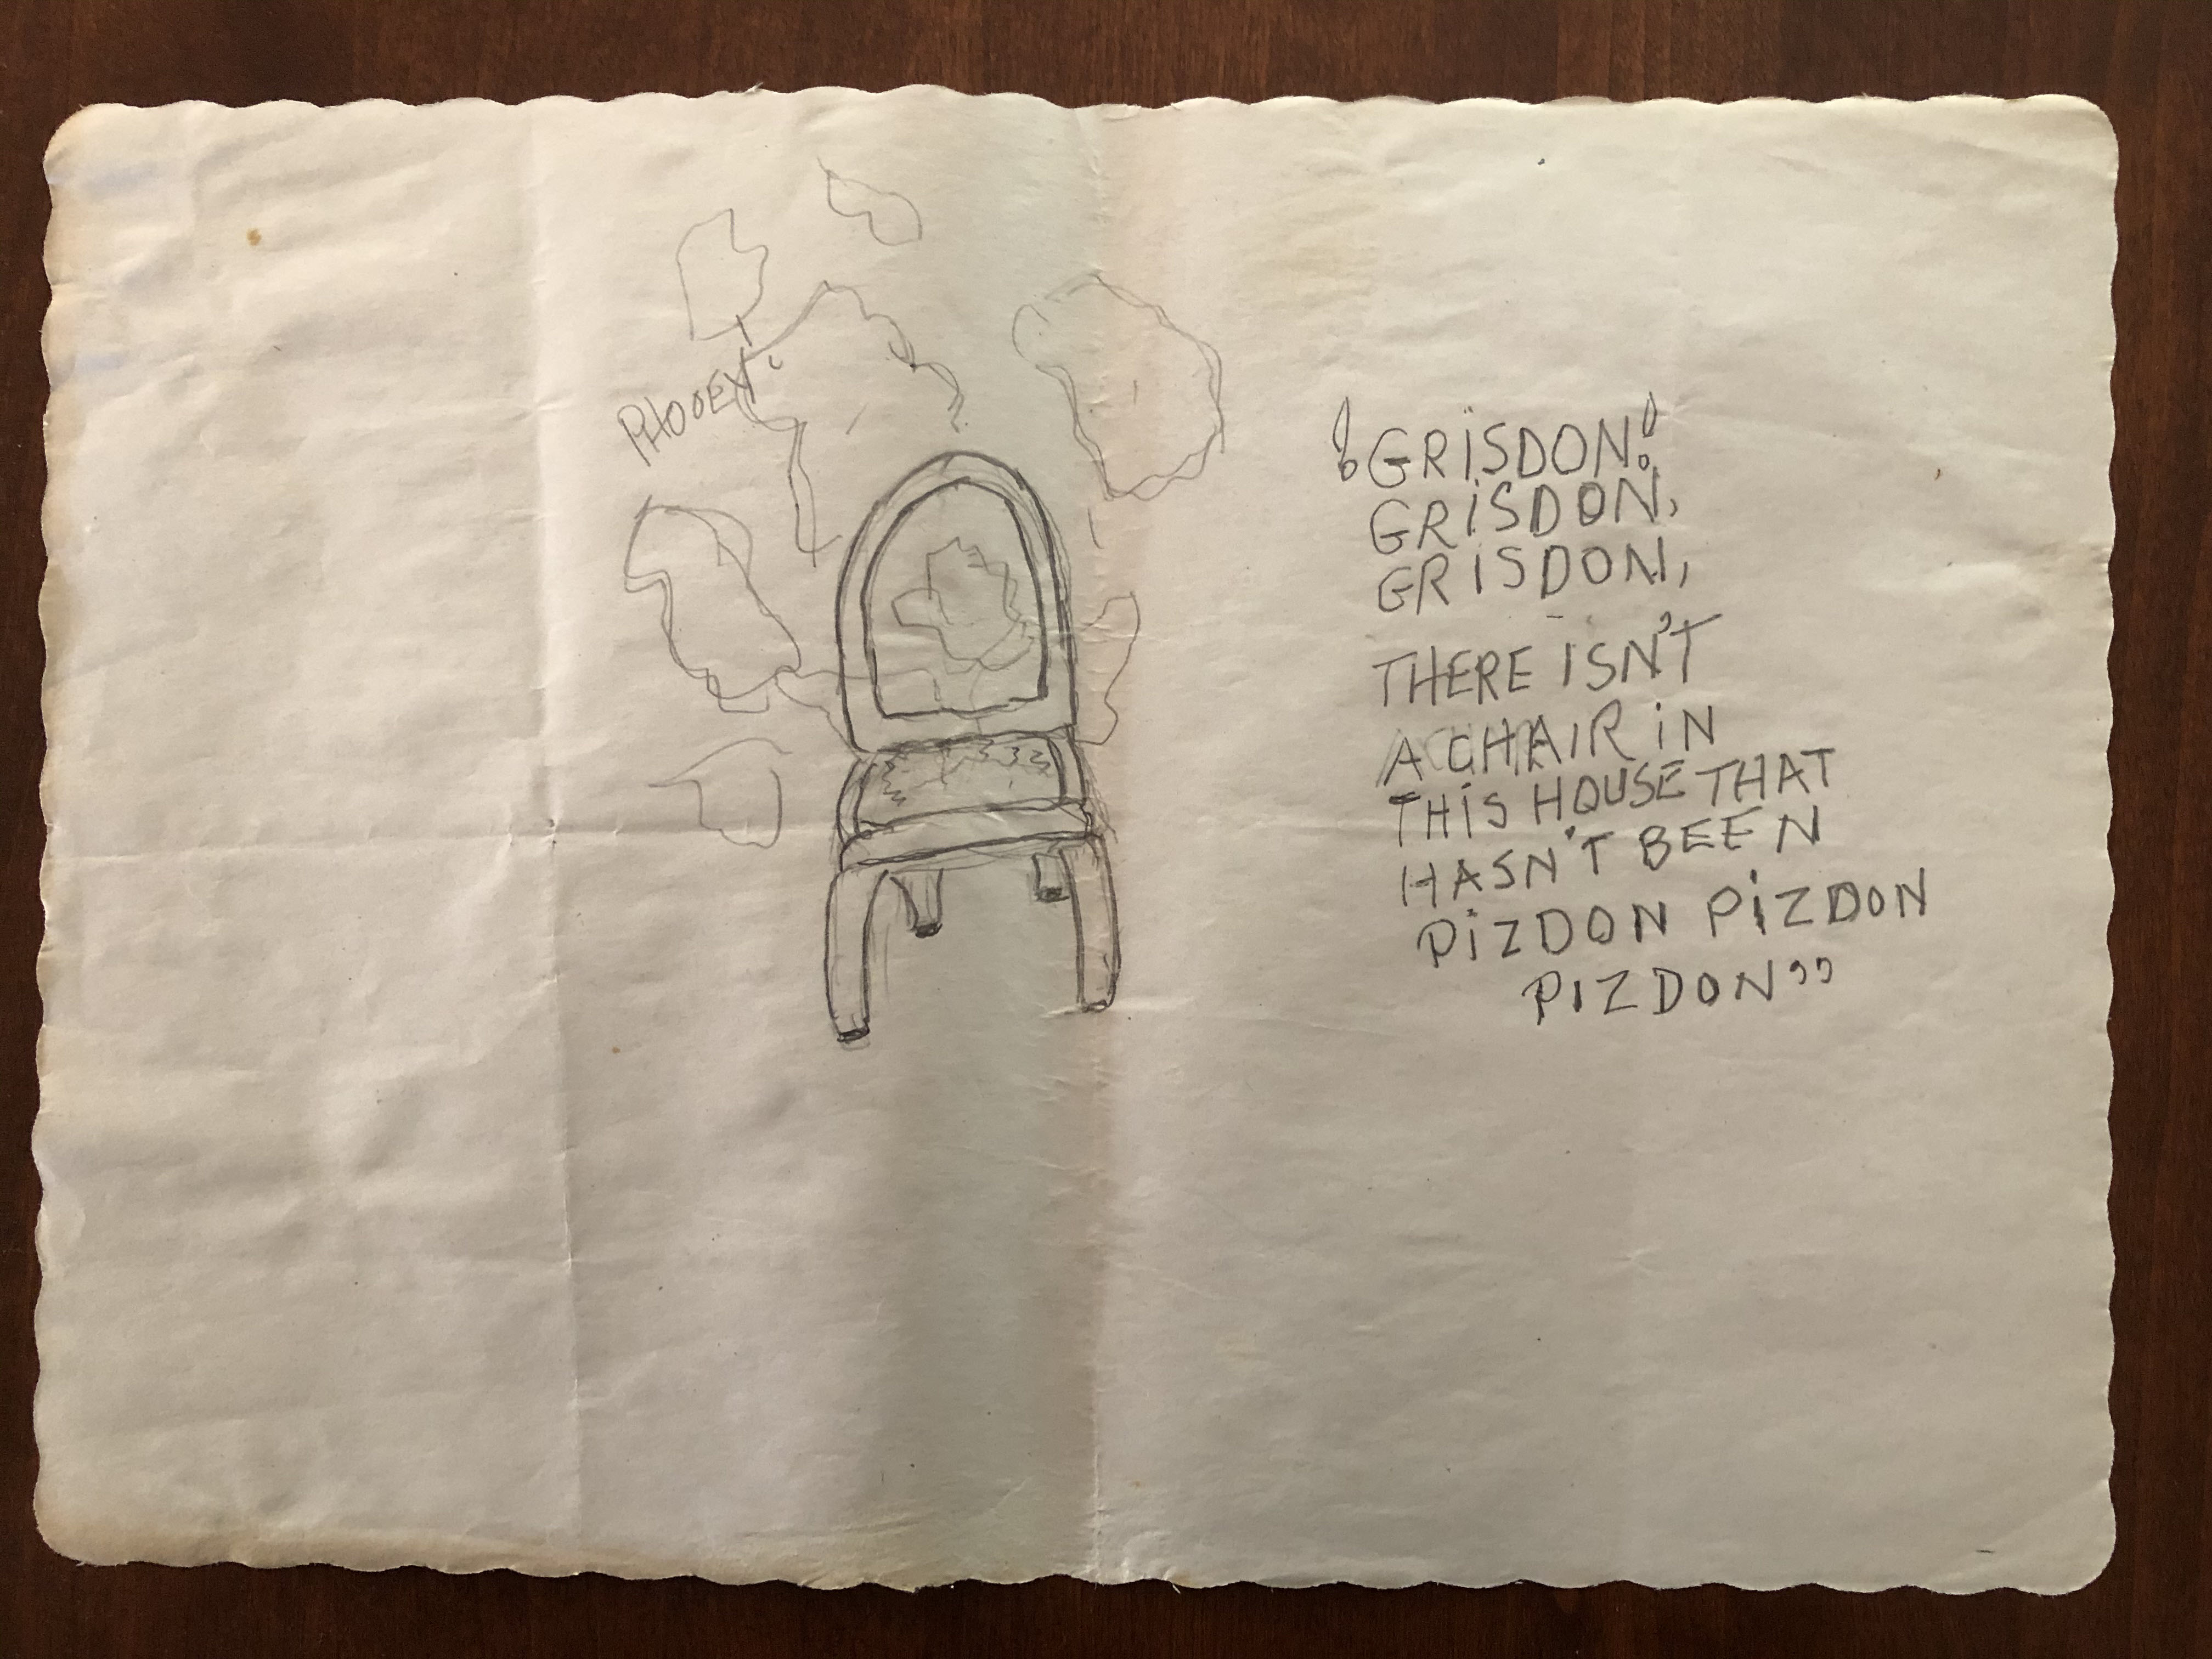 PHOOEY!
¡GRISDON!
GRISDON,
GRISDON,
THERE ISN'T
A CHAIR IN
THIS HOUSE THAT
HASN'T BEEN
PIZDON PIZDON
PIZDON"